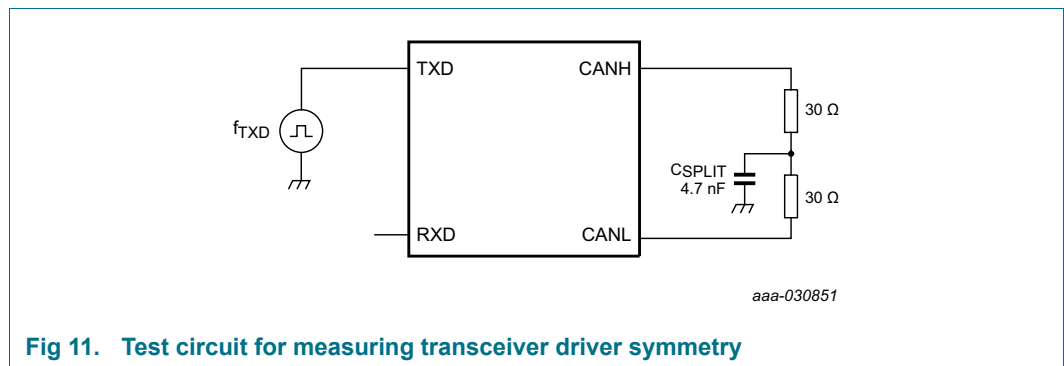 TXD
CANH
30 Ω
fTXD
CSPLIT
4.7 nF
30 Ω
RXD
CANL
aaa-030851
Fig 11. Test circuit for measuring transceiver driver symmetry